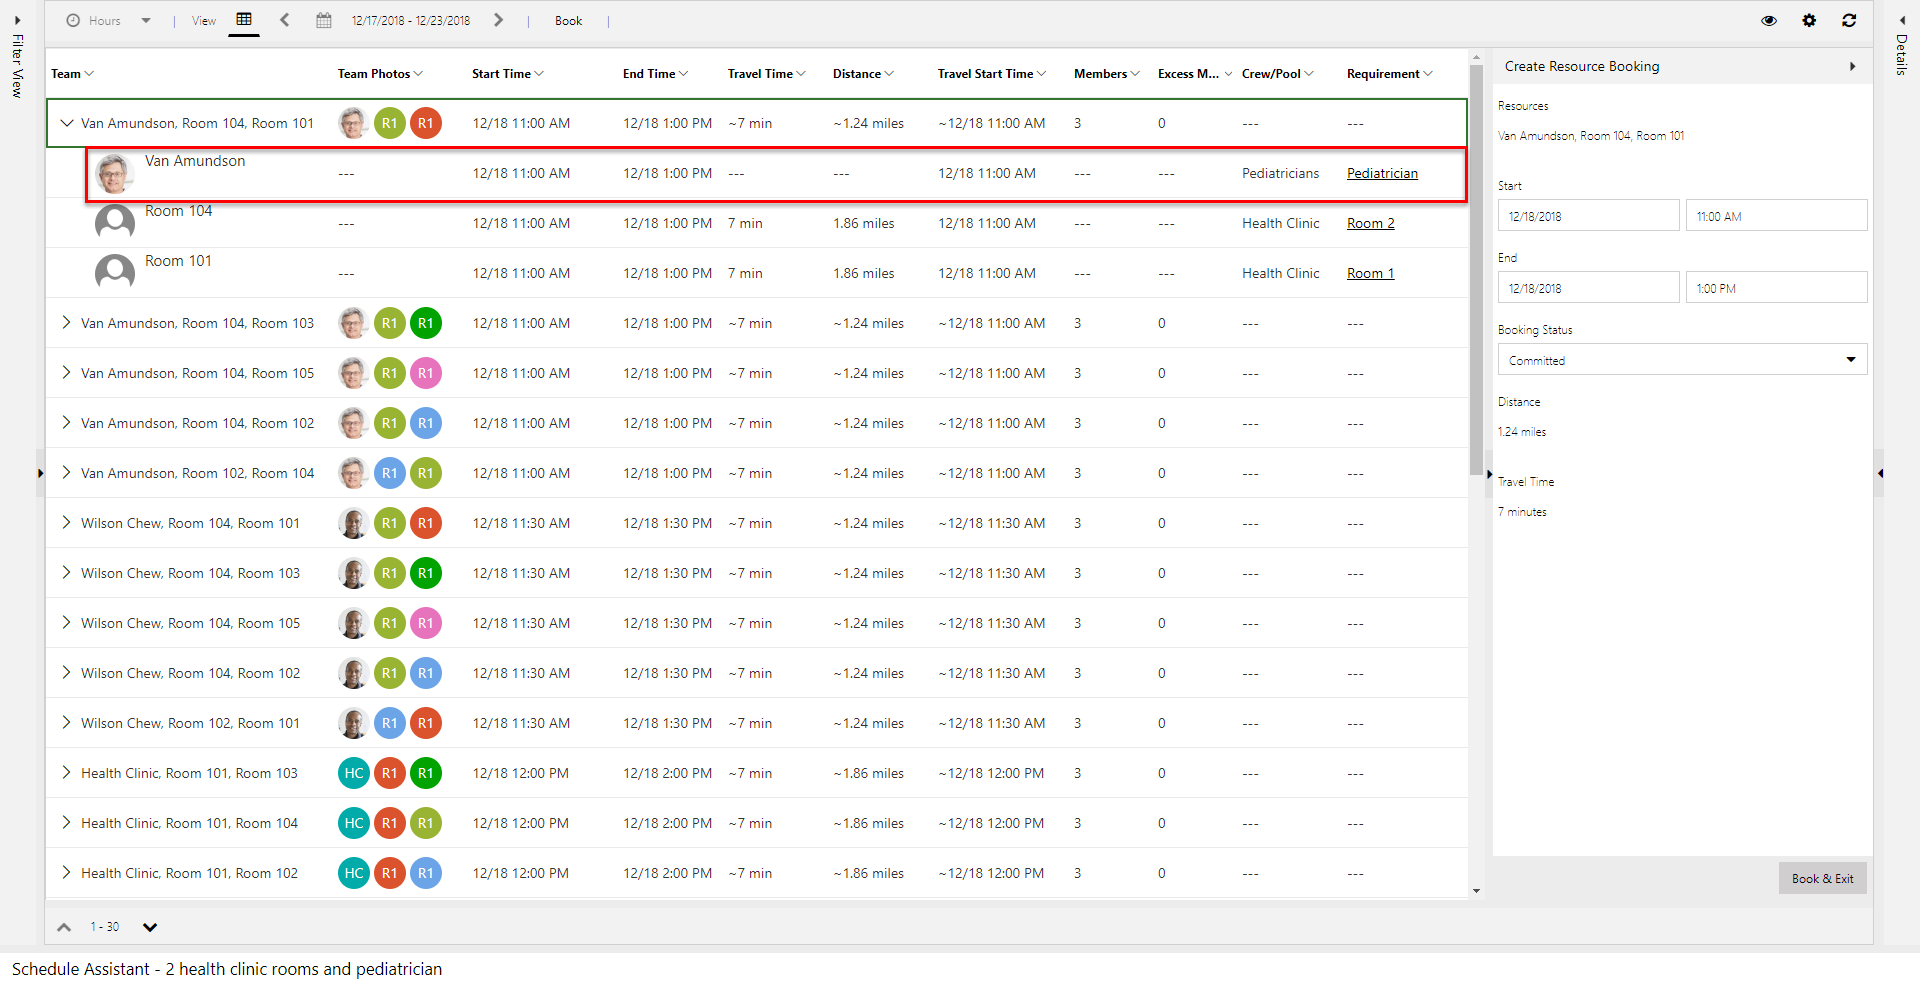 Hours View 12/17/2018 - 12/23/2018 Book
Filter View
Details
Team Team Photos Start Time End Time Travel Time Distance Travel Start Time Members Excess M... Crew/Pool Requirement
Van Amundson, Room 104, Room 101 R1 R1 12/18 11:00 AM 12/18 1:00 PM ~7 min ~1.24 miles ~12/18 11:00 AM 3 0 --- ---
Van Amundson --- 12/18 11:00 AM 12/18 1:00 PM --- --- 12/18 11:00 AM --- --- Pediatricians Pediatrician
Room 104 --- 12/18 11:00 AM 12/18 1:00 PM 7 min 1.86 miles 12/18 11:00 AM --- --- Health Clinic Room 2
Room 101 --- 12/18 11:00 AM 12/18 1:00 PM 7 min 1.86 miles 12/18 11:00 AM --- --- Health Clinic Room 1
Van Amundson, Room 104, Room 103 R1 R1 12/18 11:00 AM 12/18 1:00 PM ~7 min ~1.24 miles ~12/18 11:00 AM 3 0 --- ---
Van Amundson, Room 104, Room 105 R1 R1 12/18 11:00 AM 12/18 1:00 PM ~7 min ~1.24 miles ~12/18 11:00 AM 3 0 --- ---
Van Amundson, Room 104, Room 102 R1 R1 12/18 11:00 AM 12/18 1:00 PM ~7 min ~1.24 miles ~12/18 11:00 AM 3 0 --- ---
Van Amundson, Room 102, Room 104 R1 R1 12/18 11:00 AM 12/18 1:00 PM ~7 min ~1.24 miles ~12/18 11:00 AM 3 0 --- ---
Wilson Chew, Room 104, Room 101 R1 R1 12/18 11:30 AM 12/18 1:30 PM ~7 min ~1.24 miles ~12/18 11:30 AM 3 0 --- ---
Wilson Chew, Room 104, Room 103 R1 R1 12/18 11:30 AM 12/18 1:30 PM ~7 min ~1.24 miles ~12/18 11:30 AM 3 0 --- ---
Wilson Chew, Room 104, Room 105 R1 R1 12/18 11:30 AM 12/18 1:30 PM ~7 min ~1.24 miles ~12/18 11:30 AM 3 0 --- ---
Wilson Chew, Room 104, Room 102 R1 R1 12/18 11:30 AM 12/18 1:30 PM ~7 min ~1.24 miles ~12/18 11:30 AM 3 0 --- ---
Wilson Chew, Room 102, Room 101 R1 R1 12/18 11:30 AM 12/18 1:30 PM ~7 min ~1.24 miles ~12/18 11:30 AM 3 0 --- ---
Health Clinic, Room 101, Room 103 HC R1 R1 12/18 12:00 PM 12/18 2:00 PM ~7 min ~1.86 miles ~12/18 12:00 PM 3 0 --- ---
Health Clinic, Room 101, Room 104 HC R1 R1 12/18 12:00 PM 12/18 2:00 PM ~7 min ~1.86 miles ~12/18 12:00 PM 3 0 --- ---
Health Clinic, Room 101, Room 102 HC R1 R1 12/18 12:00 PM 12/18 2:00 PM ~7 min ~1.86 miles ~12/18 12:00 PM 3 0 --- ---
1 - 30
Create Resource Booking
Resources
Van Amundson, Room 104, Room 101
Start
12/18/2018 11:00 AM
End
12/18/2018 1:00 PM
Booking Status
Committed
Distance
1.24 miles
Travel Time
7 minutes
Book & Exit
Schedule Assistant - 2 health clinic rooms and pediatrician